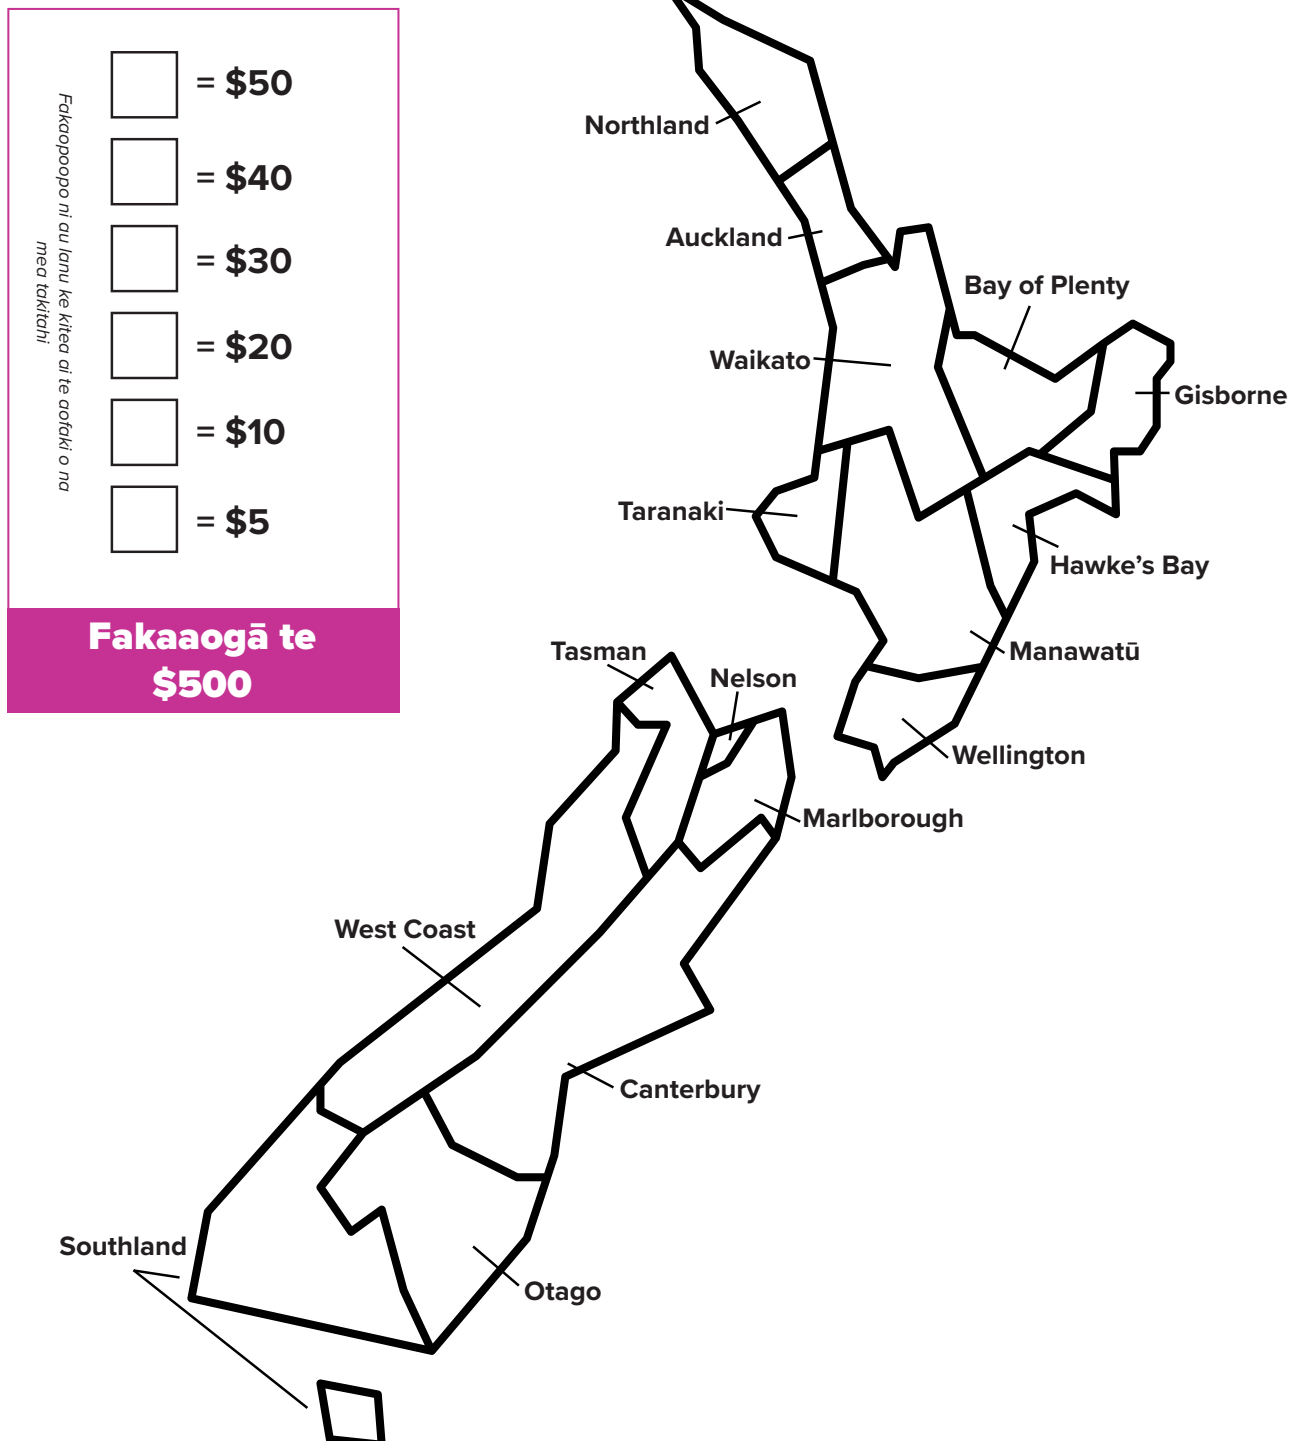 = $50
= $40
= $30
= $20
= $10
= $5
Fakaopoopo ni au lanu ke kitea ai te aofaki o na
mea takitahi
Fakaaogā te
$500
Northland
Auckland
Bay of Plenty
Waikato
Gisborne
Taranaki
Hawke’s Bay
Manawatū
Tasman
Nelson
Wellington
Marlborough
West Coast
Canterbury
Southland
Otago